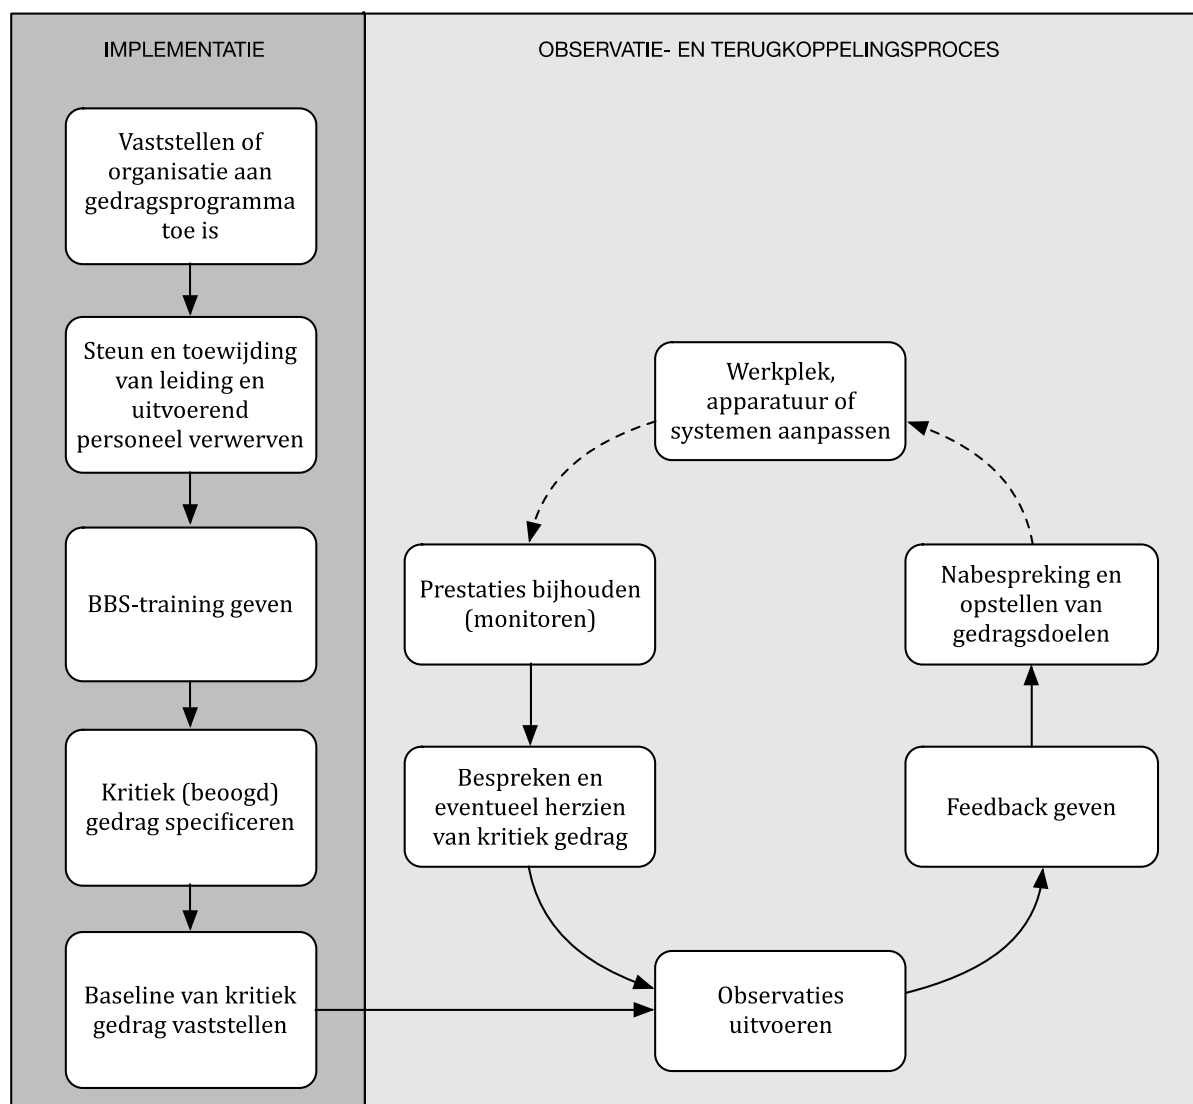 IMPLEMENTATIE
Vaststellen of
organisatie aan
gedragsprogramma
toe is
Steun en toewijding
van leiding en
uitvoerend
personeel verwerven
BBS-training geven
Kritiek (beoogd)
gedrag specificeren
Baseline van kritiek
gedrag vaststellen
OBSERVATIE- EN TERUGKOPPELINGSPROCES
Werkplek,
apparatuur of
systemen aanpassen
Prestaties bijhouden
(monitoren)
Nabespreking en
opstellen van
gedragsdoelen
Bespreken en
eventueel herzien
van kritiek gedrag
Feedback geven
Observaties
uitvoeren